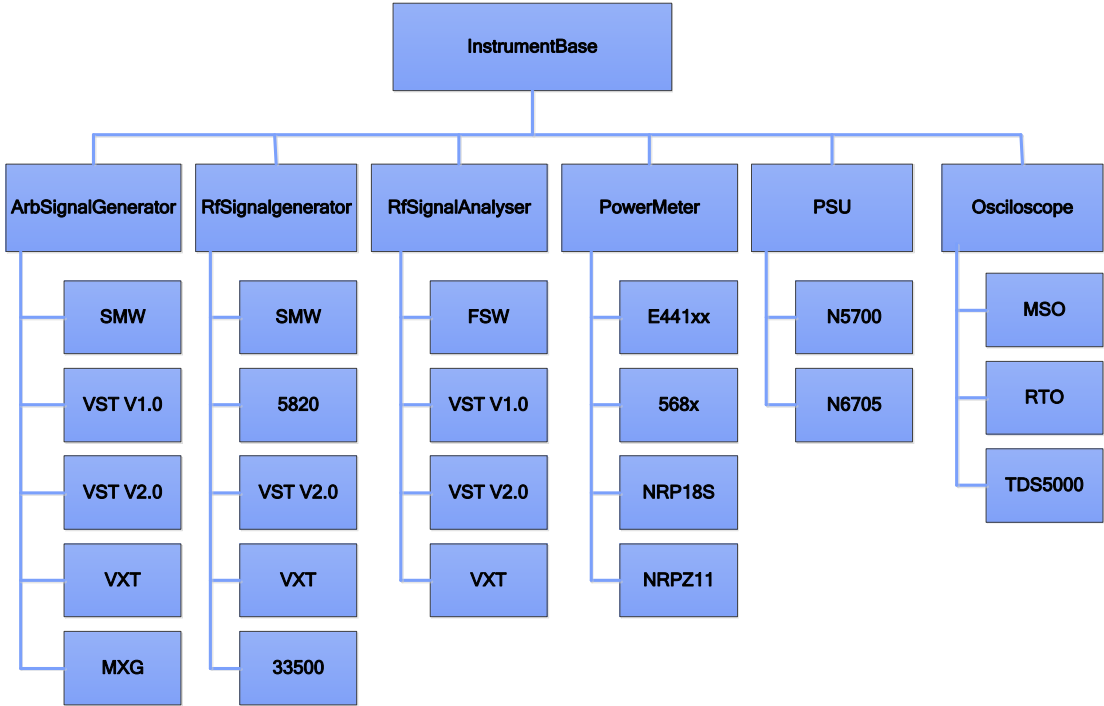 InstrumentBase
ArbSignalGenerator
RfSignalgenerator
RfSignalAnalyser
PowerMeter
PSU
Osciloscope
SMW
VST V1.0
VST V2.0
VXT
MXG
SMW
5820
VST V2.0
VXT
33500
FSW
VST V1.0
VST V2.0
VXT
E441xx
568x
NRP18S
NRPZ11
N5700
N6705
MSO
RTO
TDS5000